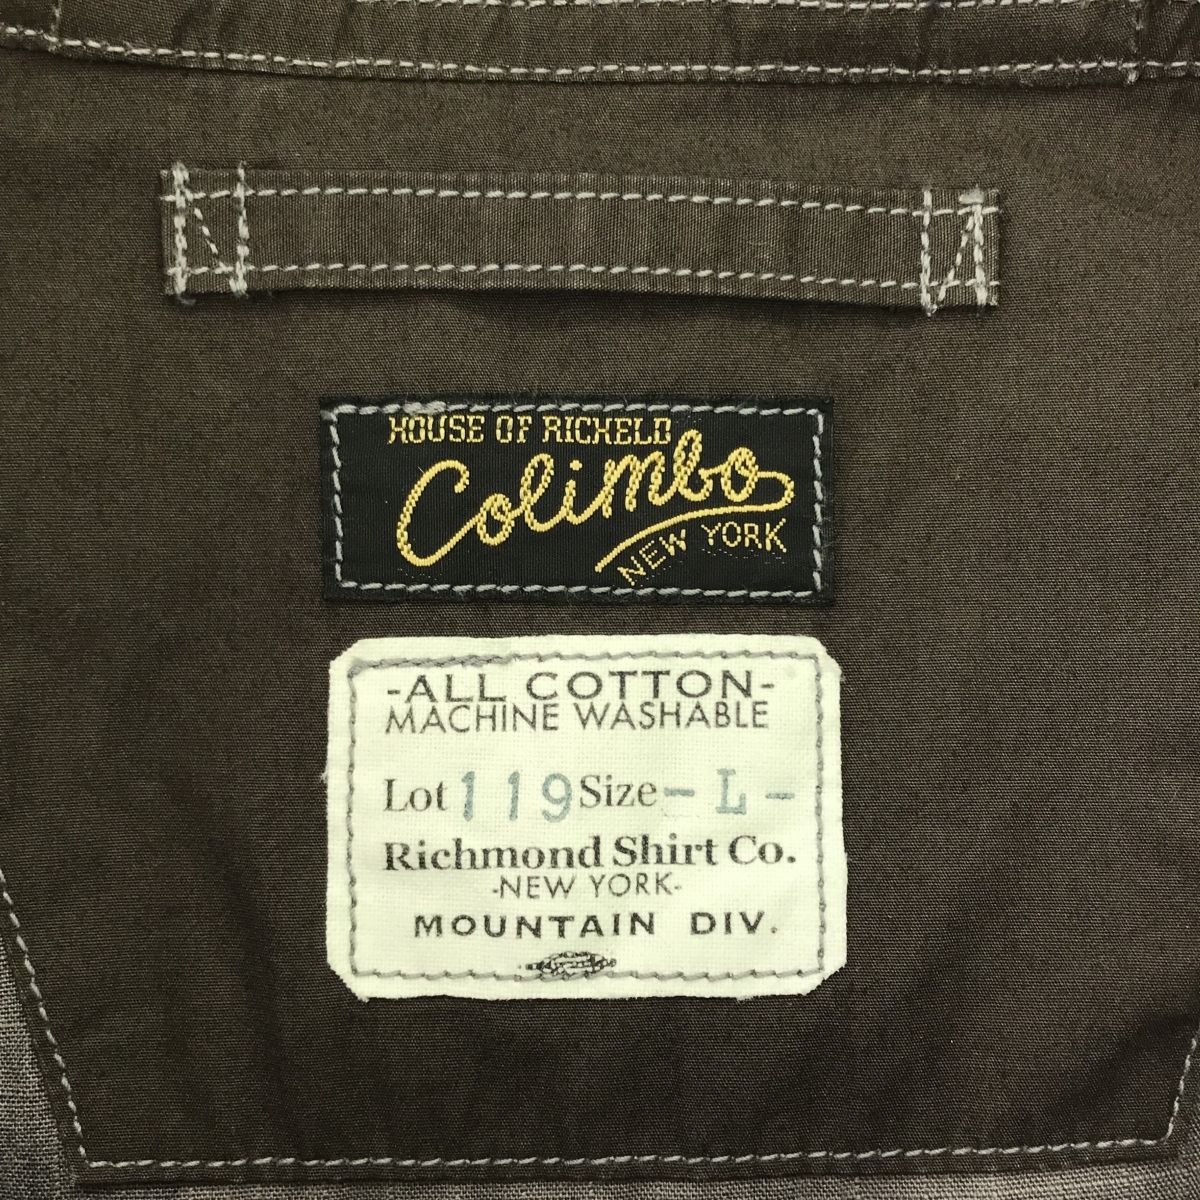 HOUSE OF RICHELD
Colimbo
NEW YORK
-ALL COTTON-
MACHINE WASHABLE
Lot 119 Size - L -
Richmond Shirt Co.
-NEW YORK-
MOUNTAIN DIV.